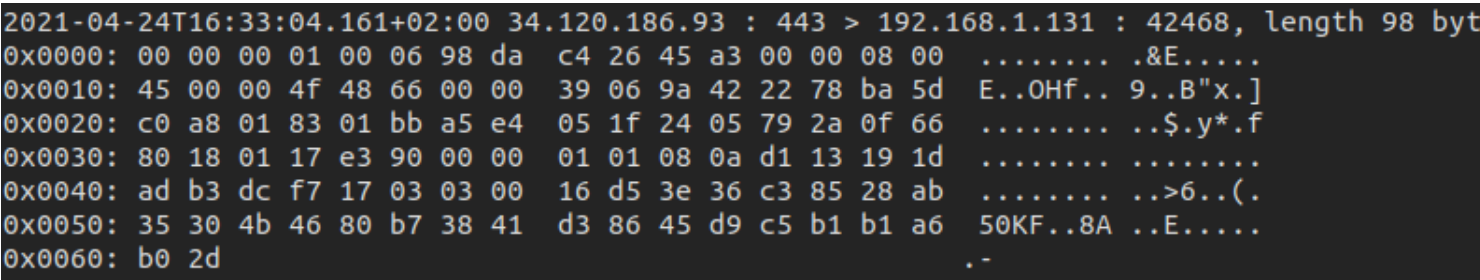 2021-04-24T16:33:04.161+02:00 34.120.186.93 : 443 > 192.168.1.131 : 42468, length 98 byt
0x0000: 00 00 00 01 00 06 98 da  c4 26 45 a3 00 00 08 00  ........ .&E.....
0x0010: 45 00 00 4f 48 66 00 00  39 06 9a 42 22 78 ba 5d  E..OHf.. 9..B"x.]
0x0020: c0 a8 01 83 01 bb a5 e4  05 1f 24 05 79 2a 0f 66  ........ ..$.y*.f
0x0030: 80 18 01 17 e3 90 00 00  01 01 08 0a d1 13 19 1d  ........ ........
0x0040: ad b3 dc f7 17 03 03 00  16 d5 3e 36 c3 85 28 ab  ........ ..>6..(.
0x0050: 35 30 4b 46 80 b7 38 41  d3 86 45 d9 c5 b1 b1 a6  50KF..8A ..E.....
0x0060: b0 2d                                             .-